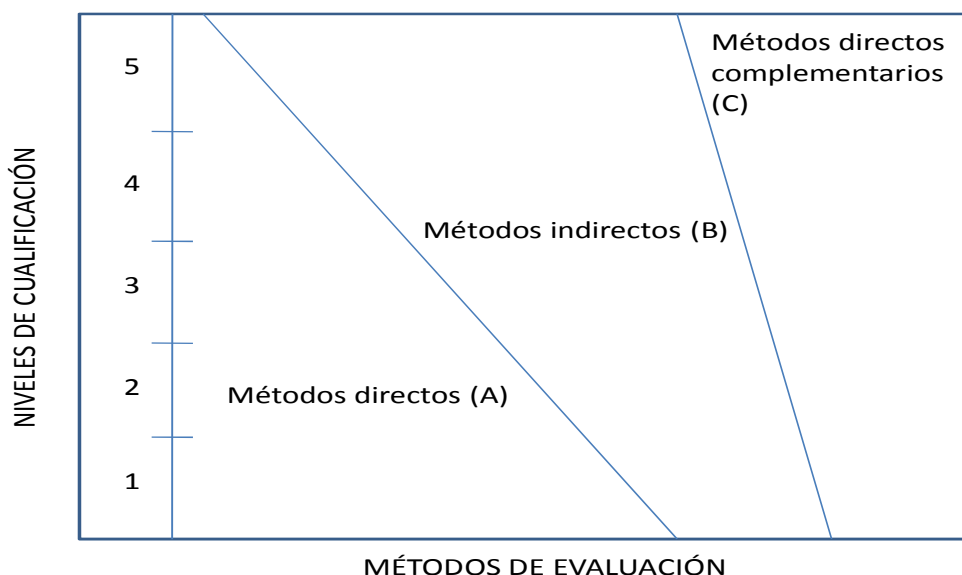 NIVELES DE CUALIFICACIÓN
5
4
3
2
1
Métodos directos
complementarios
(C)
Métodos indirectos (B)
Métodos directos (A)
MÉTODOS DE EVALUACIÓN